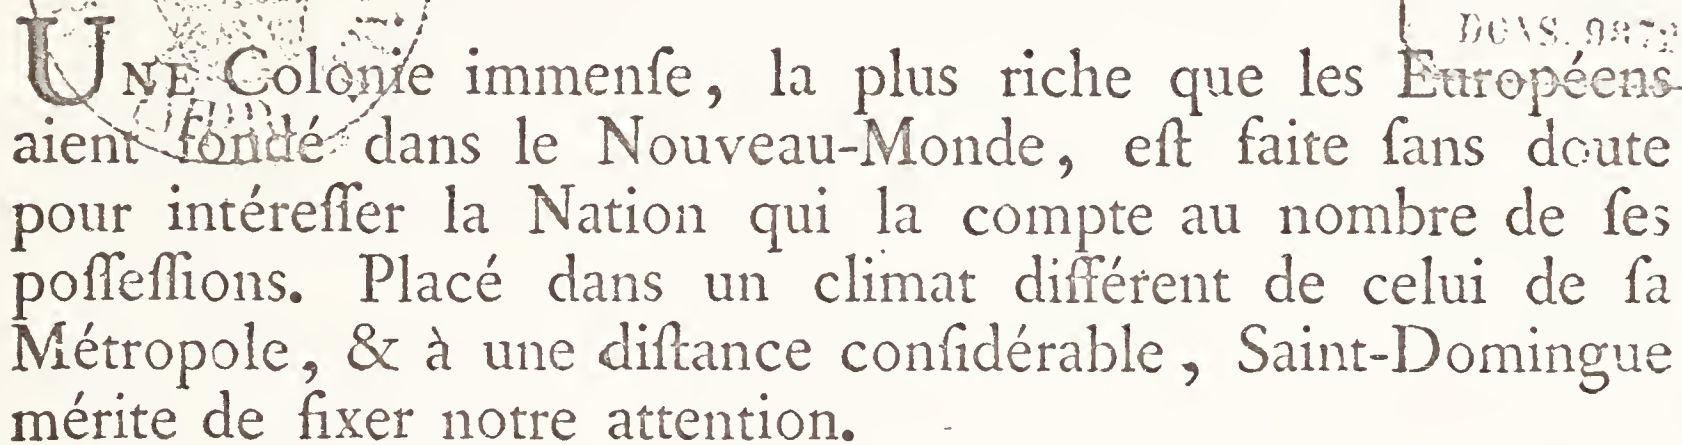 UNE Colonie immenſe, la plus riche que les Européens
aient fondé dans le Nouveau-Monde, eſt faite ſans doute
pour intéreſſer la Nation qui la compte au nombre de ſes
poſſeſſions. Placé dans un climat différent de celui de ſa
Métropole, & à une diſtance conſidérable, Saint-Domingue
mérite de fixer notre attention.